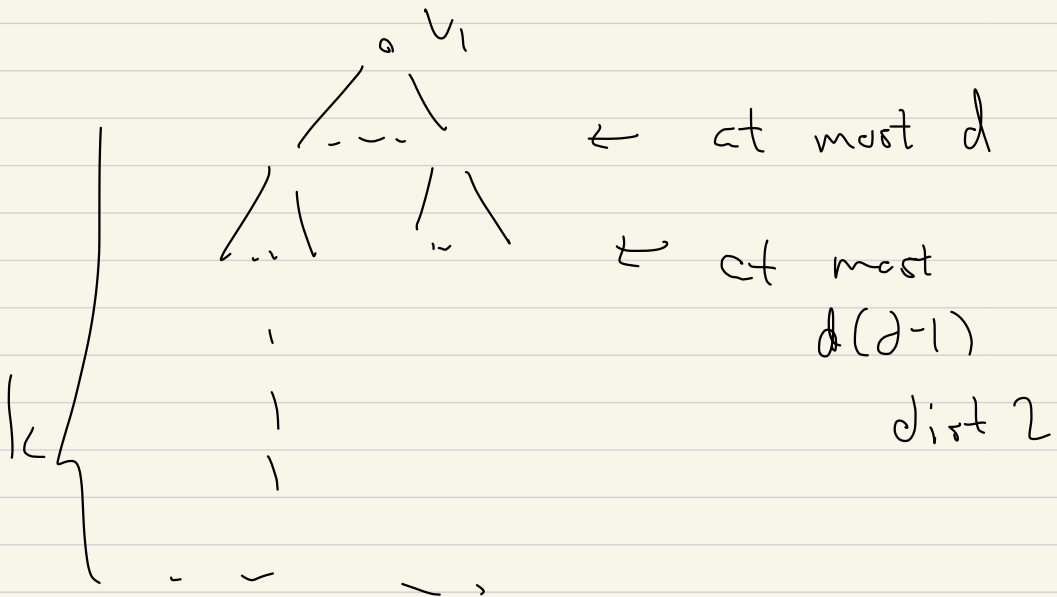 V₁
← at most d
← at most
d(d-1)
dist 2
k